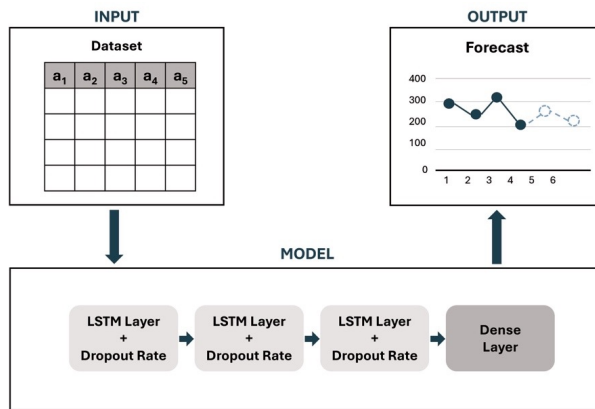 INPUT
Dataset
a1 a2 a3 a4 a5
OUTPUT
Forecast
400
300
200
100
0
1 2 3 4 5 6
MODEL
LSTM Layer
+
Dropout Rate
LSTM Layer
+
Dropout Rate
LSTM Layer
+
Dropout Rate
Dense
Layer